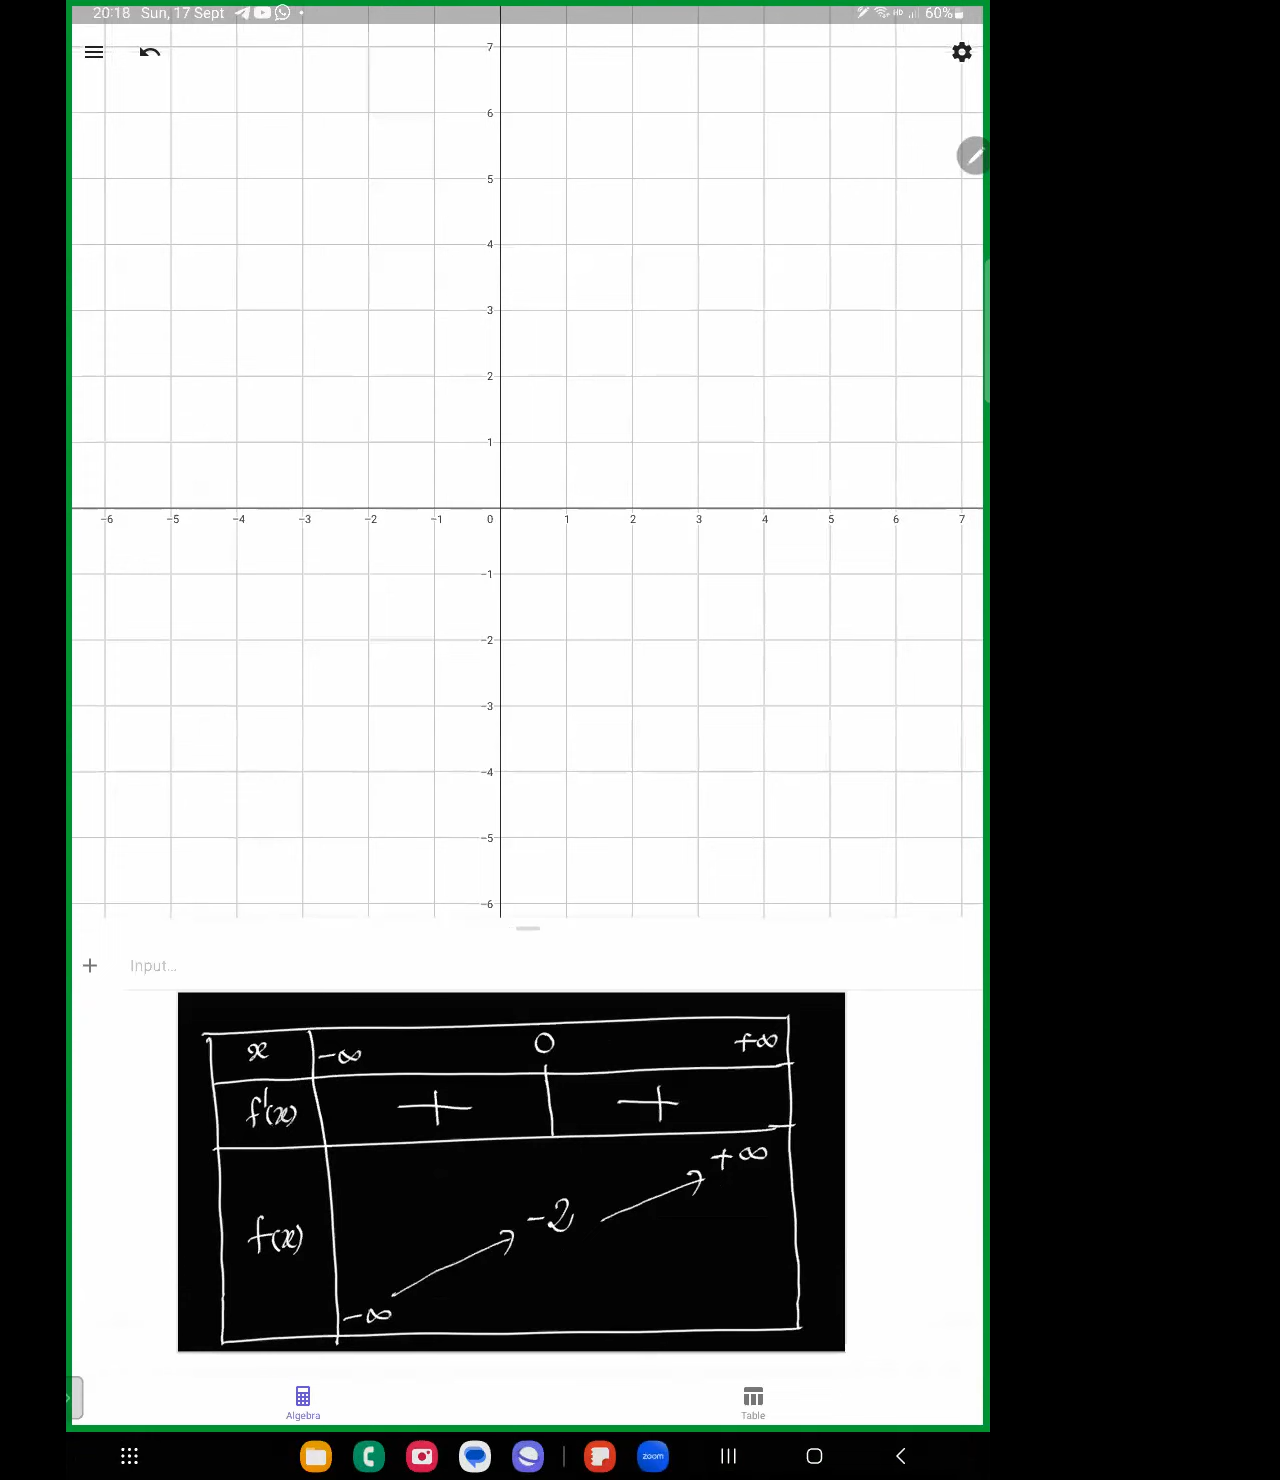 20:18 Sun, 17 Sept 60%
7
6
5
4
3
2
1
−6 −5 −4 −3 −2 −1 0 1 2 3 4 5 6 7
−1
−2
−3
−4
−5
−6
+ Input...
x -∞ 0 +∞
f'(x) + +
+∞
f(x) -2
-∞
Algebra Table
zoom